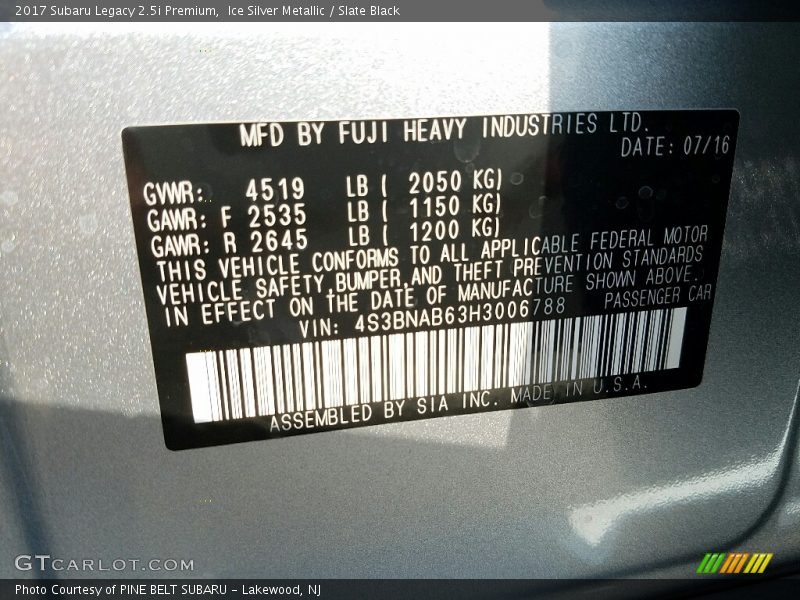 2017 Subaru Legacy 2.5i Premium,  Ice Silver Metallic / Slate Black
MFD BY FUJI HEAVY INDUSTRIES LTD.
DATE: 07/16
GVWR: 4519 LB ( 2050 KG)
GAWR: F 2535 LB ( 1150 KG)
GAWR: R 2645 LB ( 1200 KG)
THIS VEHICLE CONFORMS TO ALL APPLICABLE FEDERAL MOTOR
VEHICLE SAFETY, BUMPER, AND THEFT PREVENTION STANDARDS
IN EFFECT ON THE DATE OF MANUFACTURE SHOWN ABOVE.
VIN: 4S3BNAB63H3006788 PASSENGER CAR
ASSEMBLED BY SIA INC. MADE IN U.S.A.
GTCARLOT.COM
Photo Courtesy of PINE BELT SUBARU - Lakewood, NJ